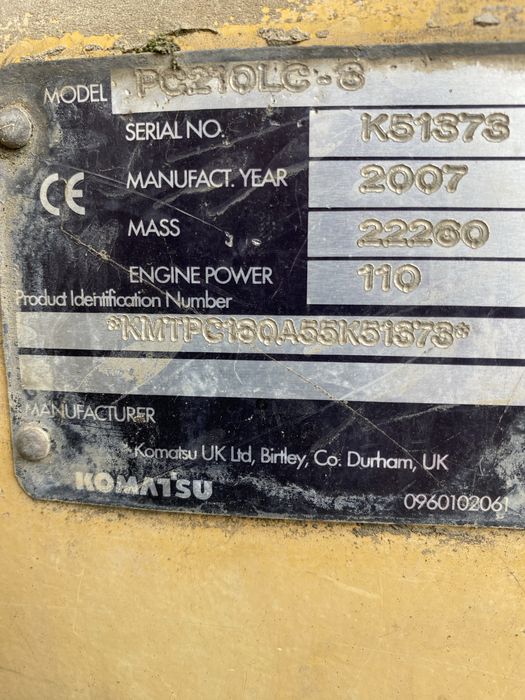 MODEL PC210LC-8
SERIAL NO. K51373
CE MANUFACT. YEAR 2007
MASS 22260
ENGINE POWER 110
Product Identification Number
*KMTPC180A55K51373*
MANUFACTURER
Komatsu UK Ltd, Birtley, Co. Durham, UK
KOMATSU 0960102061